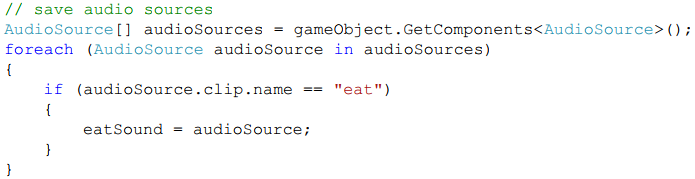 // save audio sources
AudioSource[] audioSources = gameObject.GetComponents<AudioSource>();
foreach (AudioSource audioSource in audioSources)
{
    if (audioSource.clip.name == "eat")
    {
        eatSound = audioSource;
    }
}